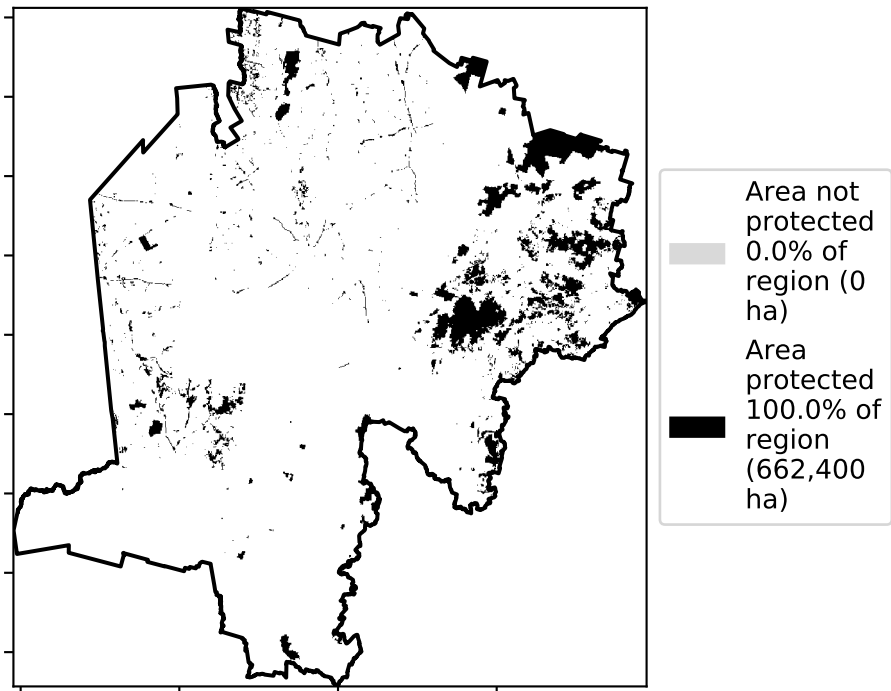 Area not
protected
0.0% of
region (0
ha)
Area
protected
100.0% of
region
(662,400
ha)